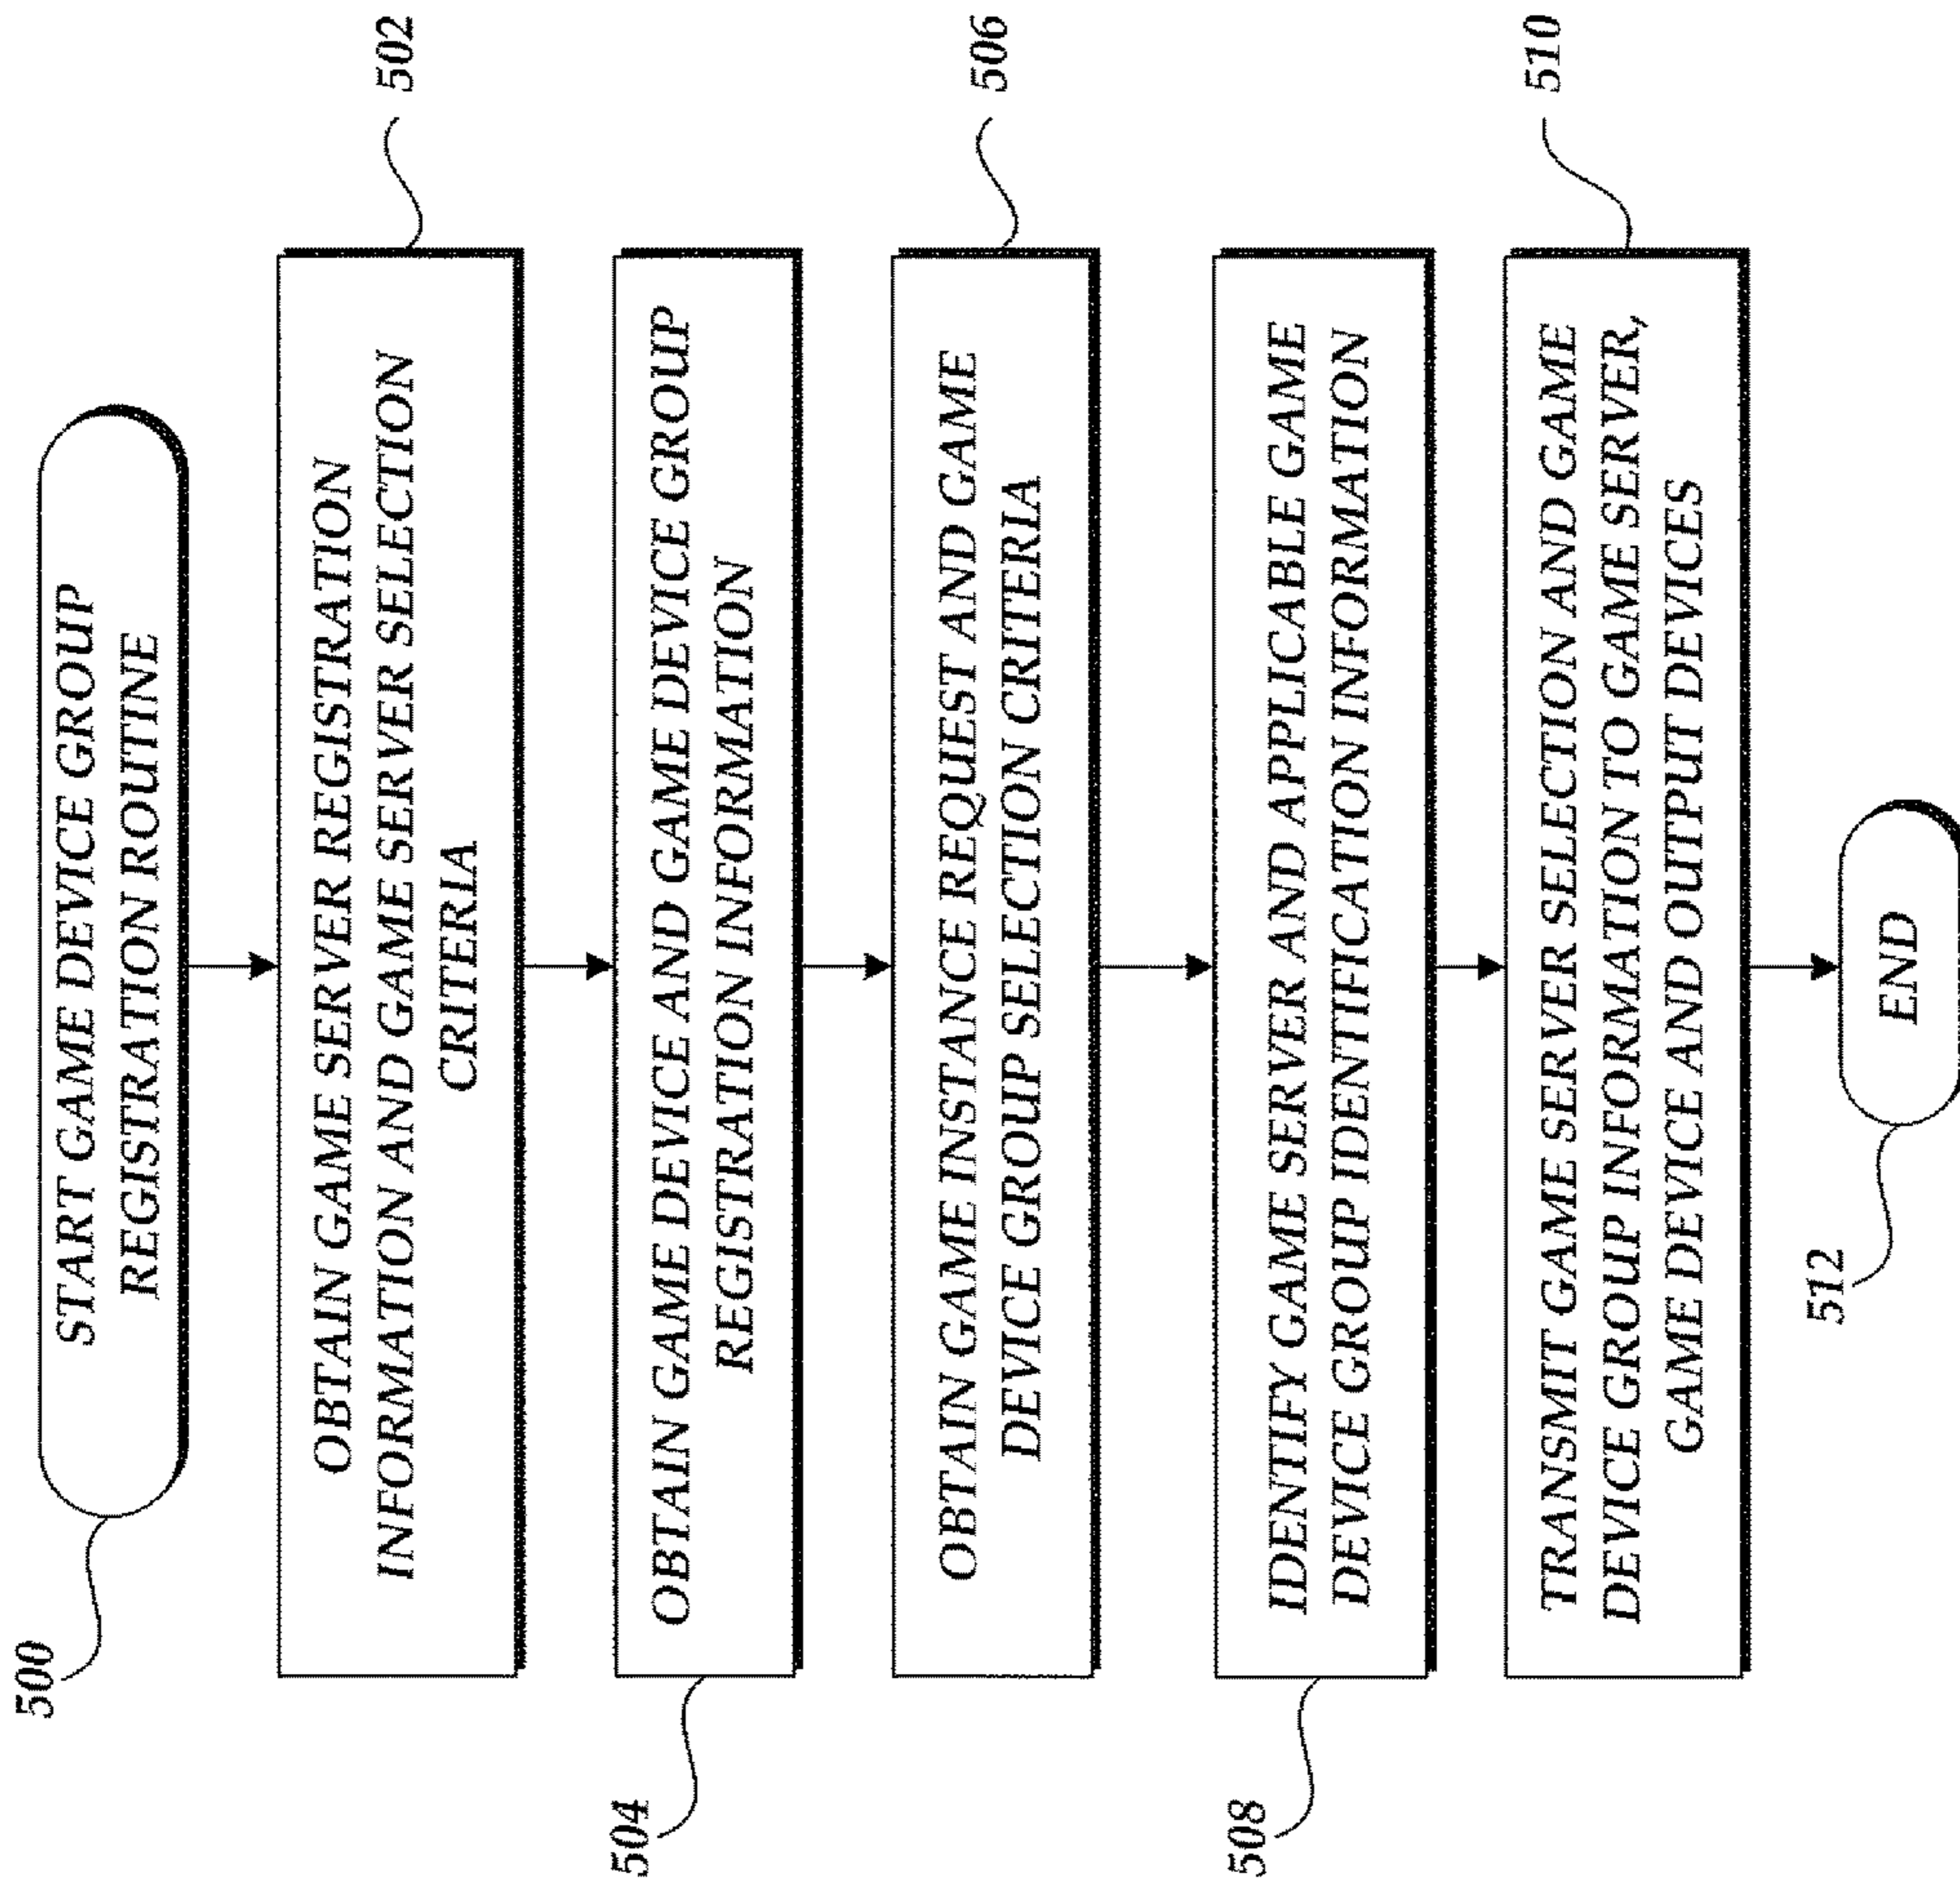 500
START GAME DEVICE GROUP
REGISTRATION ROUTINE
502
OBTAIN GAME SERVER REGISTRATION
INFORMATION AND GAME SERVER SELECTION
CRITERIA
504
OBTAIN GAME DEVICE AND GAME DEVICE GROUP
REGISTRATION INFORMATION
506
OBTAIN GAME INSTANCE REQUEST AND GAME
DEVICE GROUP SELECTION CRITERIA
508
IDENTIFY GAME SERVER AND APPLICABLE GAME
DEVICE GROUP IDENTIFICATION INFORMATION
510
TRANSMIT GAME SERVER SELECTION AND GAME
DEVICE GROUP INFORMATION TO GAME SERVER,
GAME DEVICE AND OUTPUT DEVICES
512
END